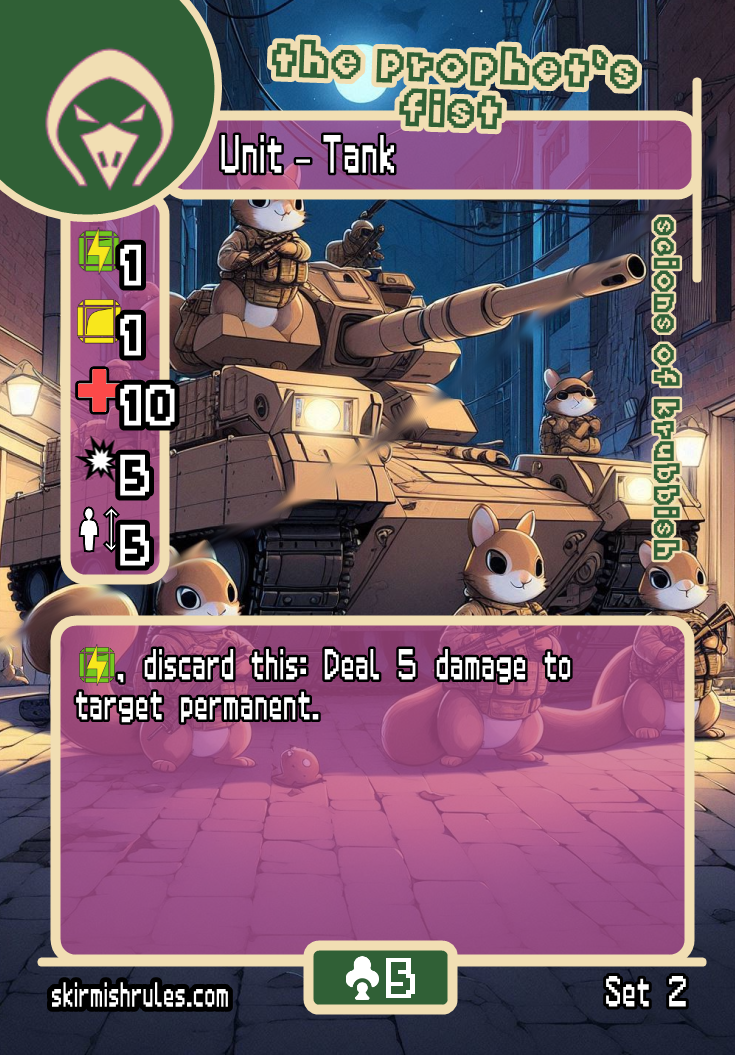 the prophet's
fist
Unit - Tank
1
1
10
5
5
scions of brabbish
, discard this: Deal 5 damage to
target permanent.
5
skirmishrules.com
Set 2